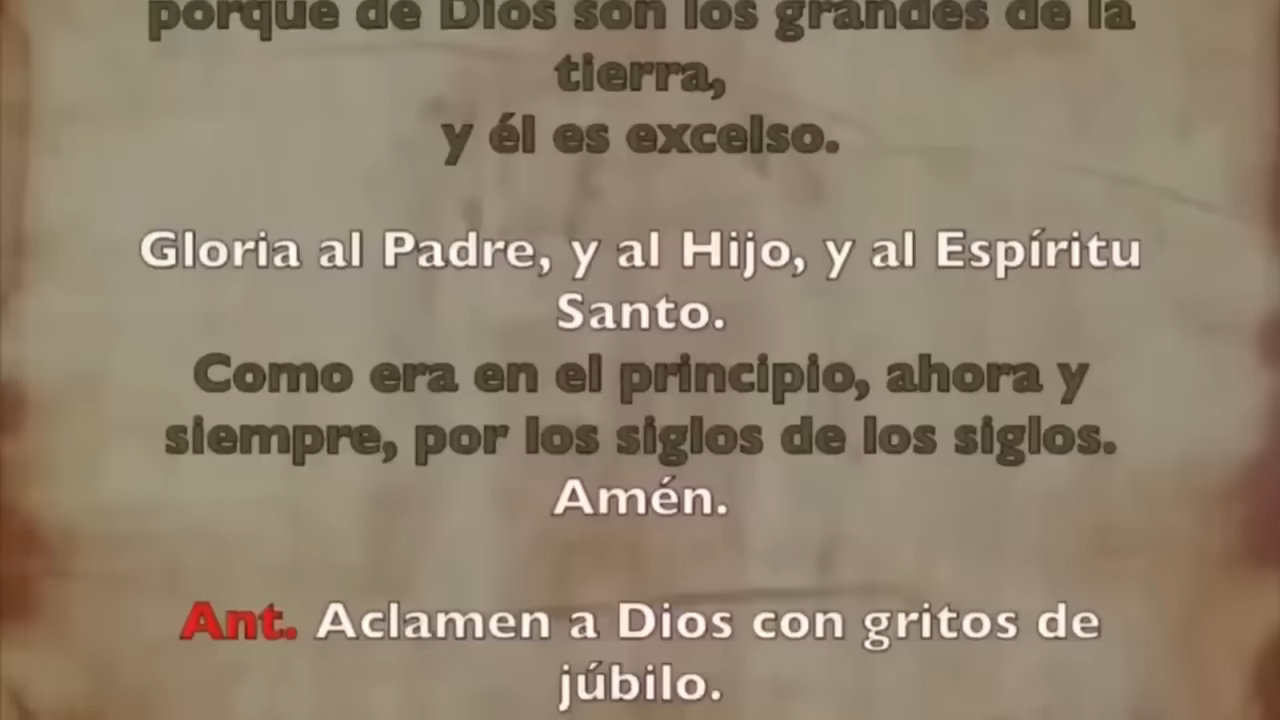 porque de Dios son los grandes de la
tierra,
y él es excelso.
Gloria al Padre, y al Hijo, y al Espíritu
Santo.
Como era en el principio, ahora y
siempre, por los siglos de los siglos.
Amén.
Ant. Aclamen a Dios con gritos de
júbilo.